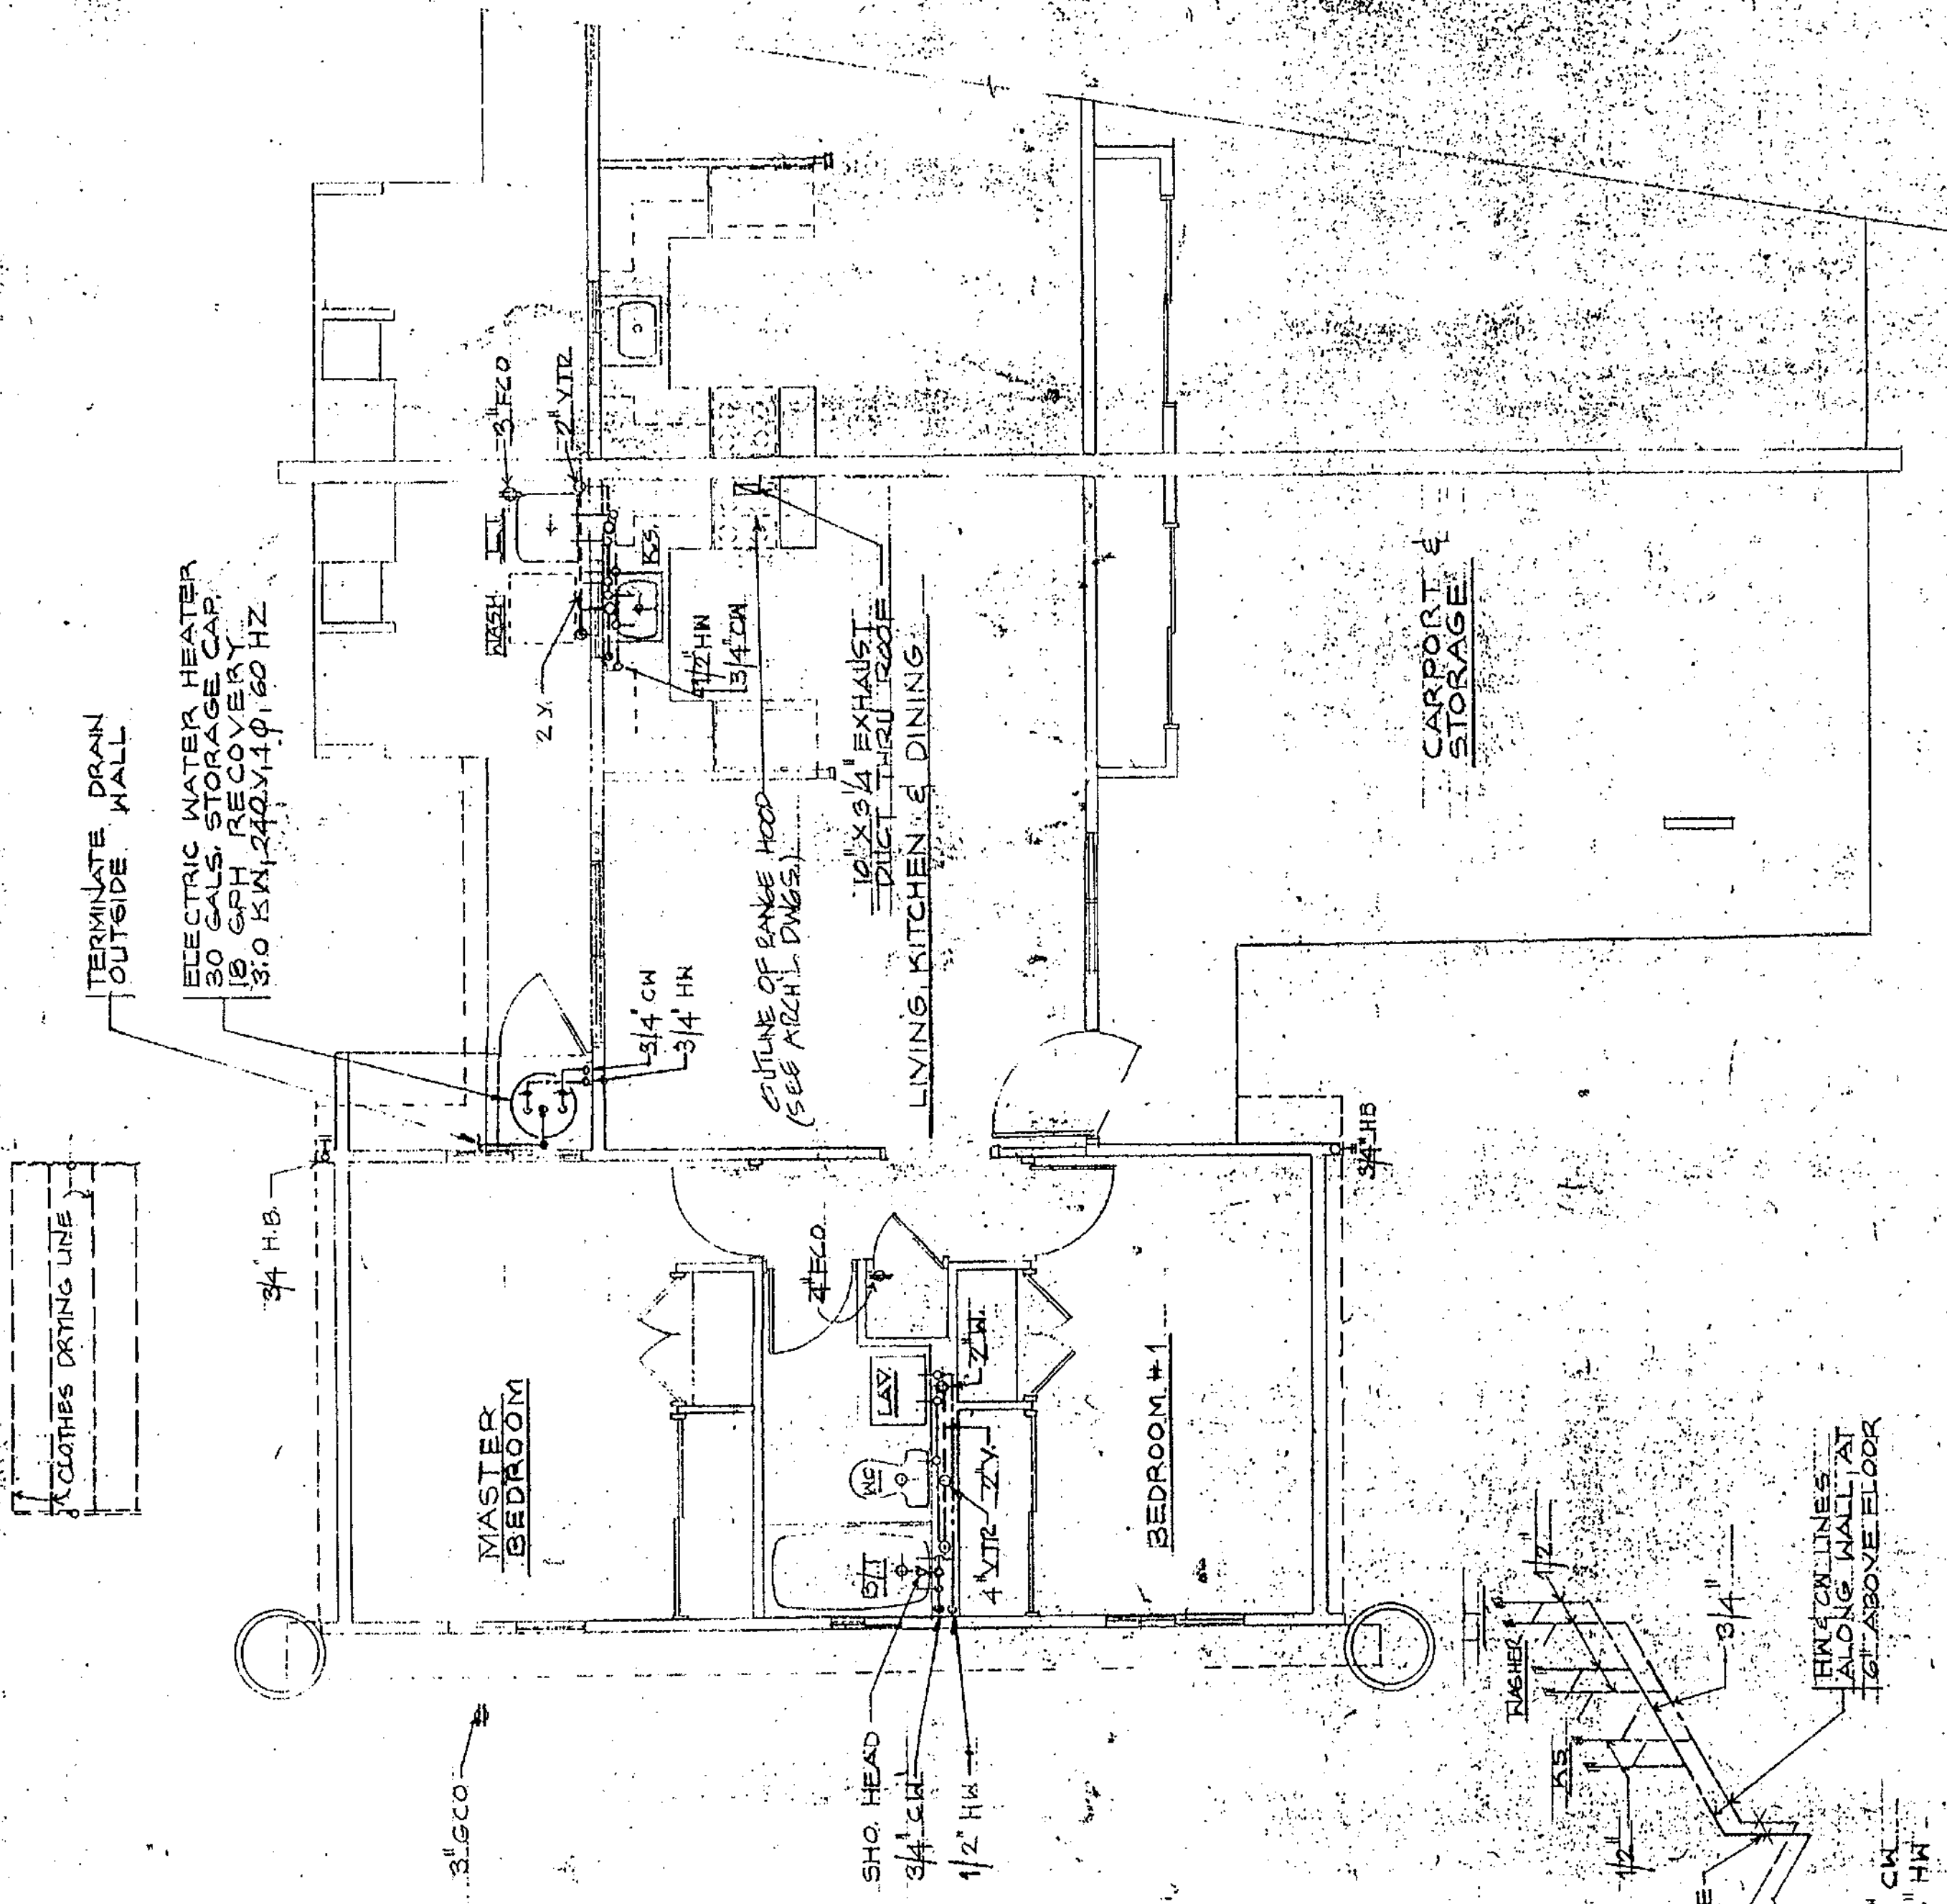 CLOTHES DRYING LINE
TERMINATE DRAIN
OUTSIDE WALL
ELECTRIC WATER HEATER
30 GALS. STORAGE CAP.
18 GPH RECOVERY
3.0 KW, 240V, 1φ, 60 HZ
3/4" H.B.
3" GCO
MASTER
BEDROOM
3/4" CW
3/4" HW
WASH
LT
3" FCO
2" VTR
2" V.
KS.
1/2" HW
3/4" CW
OUTLINE OF RANGE HOOD
(SEE ARCH'L DWGS)
10" X 3 1/4" EXHAUST
DUCT THRU ROOF
LIVING, KITCHEN & DINING
4" FCO
LAV.
WC
B/T
2" W.
2" V.
4" VTR
SHO. HEAD
3/4" CW
1/2" HW
BEDROOM #1
3/4" HB
CARPORT &
STORAGE
WASHER
KS
1/2"
1/2"
3/4"
HW & CW LINES
ALONG WALL AT
6" ABOVE FLOOR
CW
HW